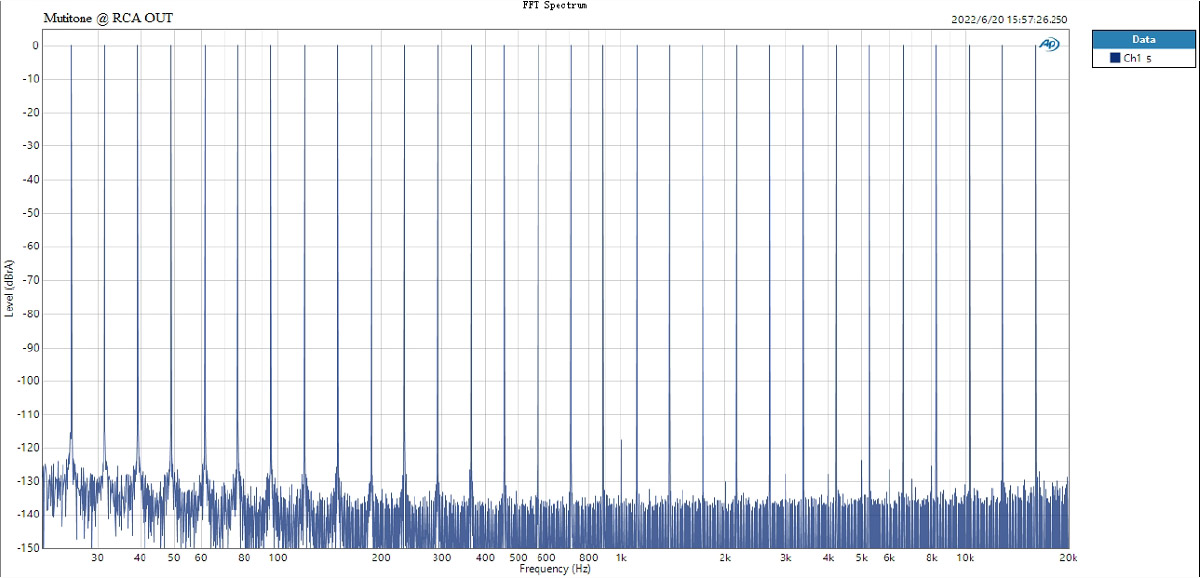 FFT Spectrum
Mutitone @ RCA OUT
2022/6/20 15:57:26.250
AP
Data
Ch1 5
Level (dBrA)
0
-10
-20
-30
-40
-50
-60
-70
-80
-90
-100
-110
-120
-130
-140
-150
30 40 50 60 80 100 200 300 400 500 600 800 1k 2k 3k 4k 5k 6k 8k 10k 20k
Frequency (Hz)